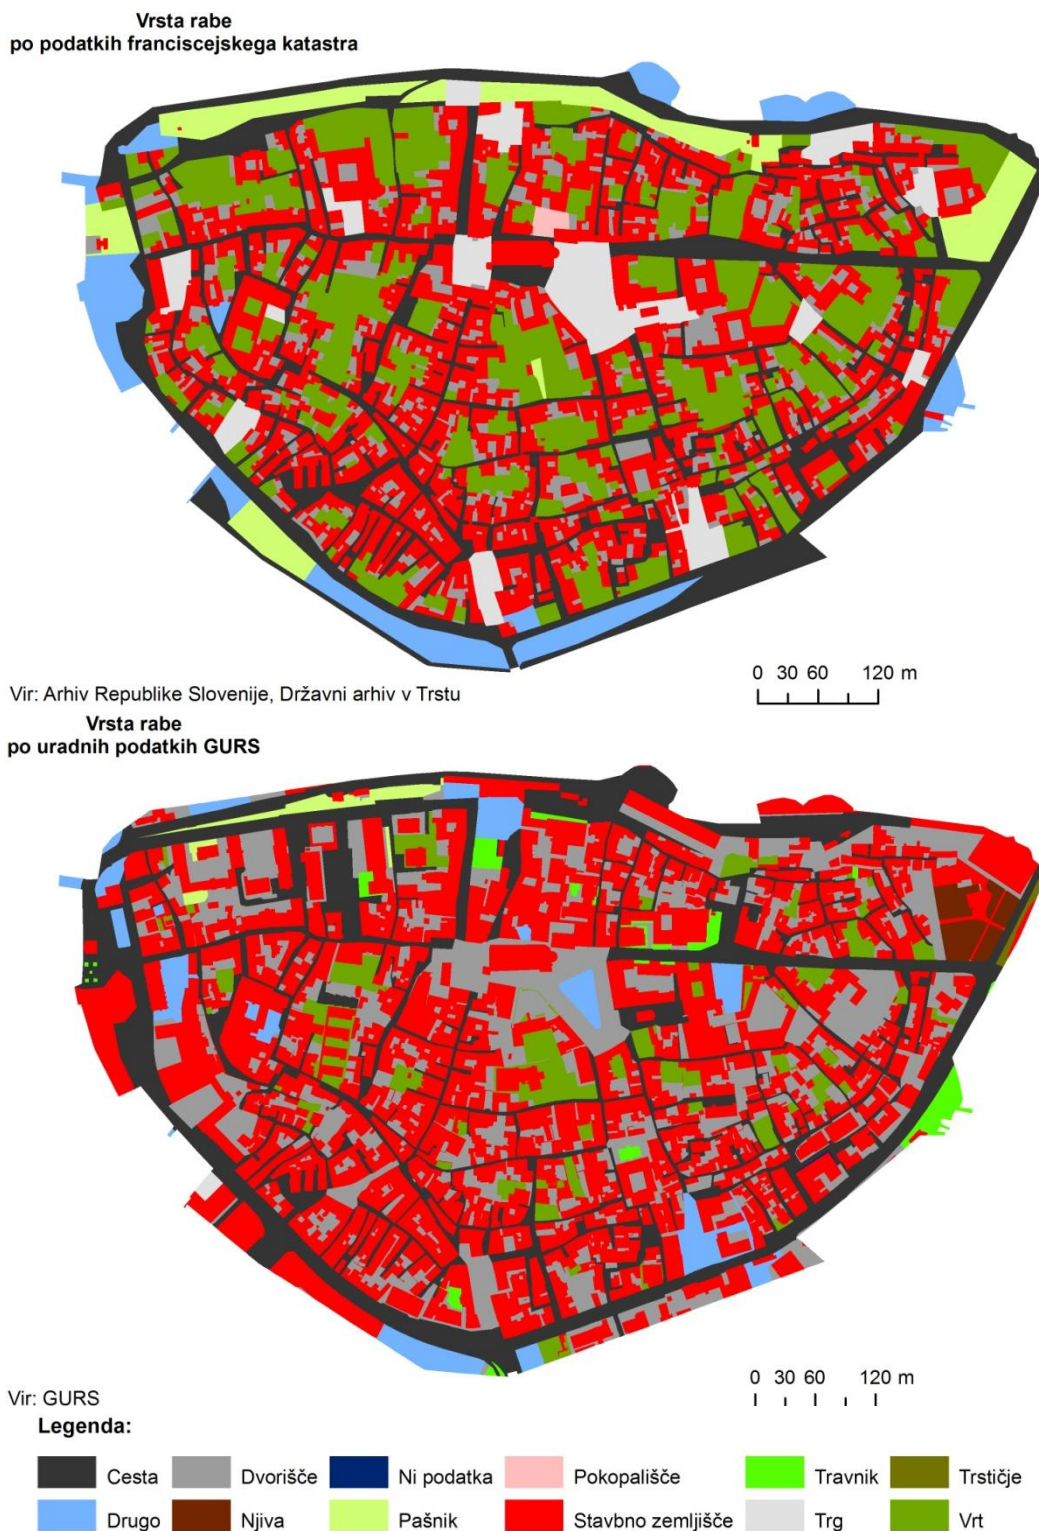 Vrsta rabe
po podatkih franciscejskega katastra
0 30 60 120 m
Vir: Arhiv Republike Slovenije, Državni arhiv v Trstu
Vrsta rabe
po uradnih podatkih GURS
0 30 60 120 m
Vir: GURS
Legenda:
Cesta Dvorišče Ni podatka Pokopališče Travnik Trstičje
Drugo Njiva Pašnik Stavbno zemljišče Trg Vrt